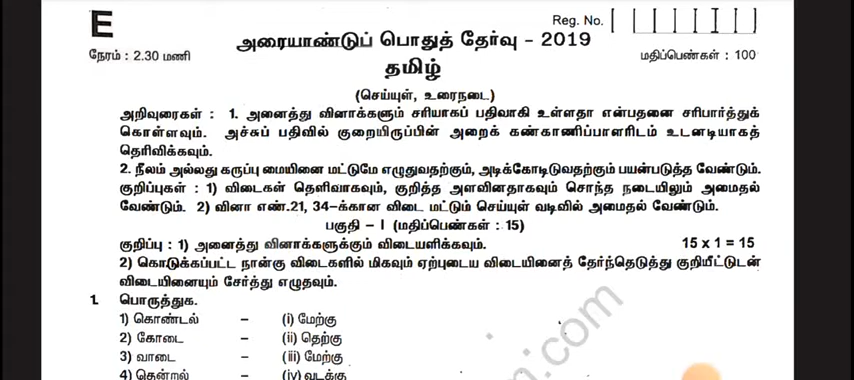 E
Reg. No.
அரையாண்டுப் பொதுத் தேர்வு - 2019
நேரம் : 2.30 மணி
மதிப்பெண்கள் : 100
தமிழ்
(செய்யுள், உரைநடை)
அறிவுரைகள் : 1. அனைத்து வினாக்களும் சரியாகப் பதிவாகி உள்ளதா என்பதனை சரிபார்த்துக்
கொள்ளவும். அச்சுப் பதிவில் குறையிருப்பின் அறைக் கண்காணிப்பாளரிடம் உடனடியாகத்
தெரிவிக்கவும்.
2. நீலம் அல்லது கருப்பு மையினை மட்டுமே எழுதுவதற்கும், அடிக்கோடிடுவதற்கும் பயன்படுத்த வேண்டும்.
குறிப்புகள் : 1) விடைகள் தெளிவாகவும், குறித்த அளவினதாகவும் சொந்த நடையிலும் அமைதல்
வேண்டும். 2) வினா எண்.21, 34-க்கான விடை மட்டும் செய்யுள் வடிவில் அமைதல் வேண்டும்.
பகுதி - I (மதிப்பெண்கள் : 15)
குறிப்பு : 1) அனைத்து வினாக்களுக்கும் விடையளிக்கவும். 15 x 1 = 15
2) கொடுக்கப்பட்ட நான்கு விடைகளில் மிகவும் ஏற்புடைய விடையினைத் தேர்ந்தெடுத்து குறியீட்டுடன்
விடையினையும் சேர்த்து எழுதவும்.
1. பொருத்துக.
1) கொண்டல் - (i) மேற்கு
2) கோடை - (ii) தெற்கு
3) வாடை - (iii) மேற்கு
4) தென்றல் - (iv) வடக்கு
.com